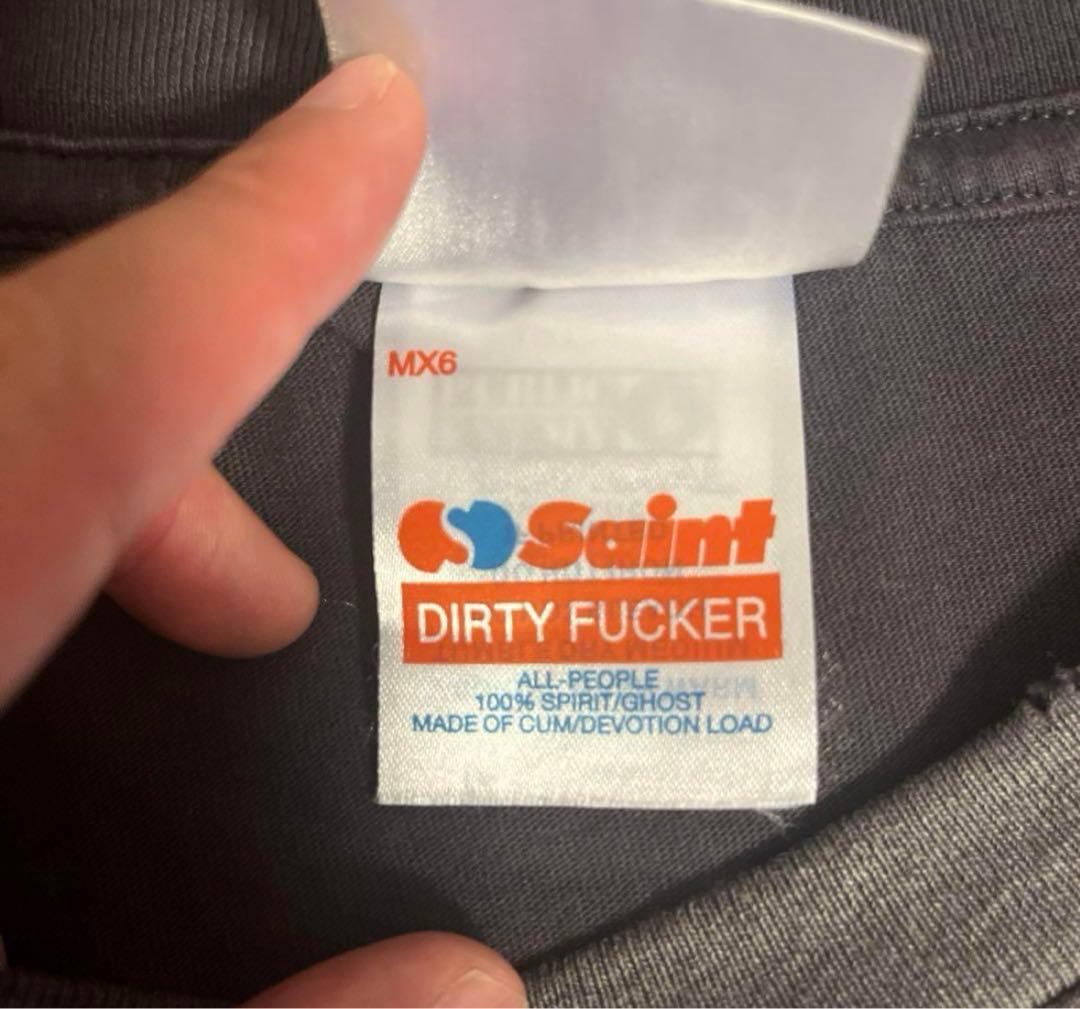 MX6
Saint
DIRTY FUCKER
ALL-PEOPLE
100% SPIRIT/GHOST
MADE OF CUM/DEVOTION LOAD